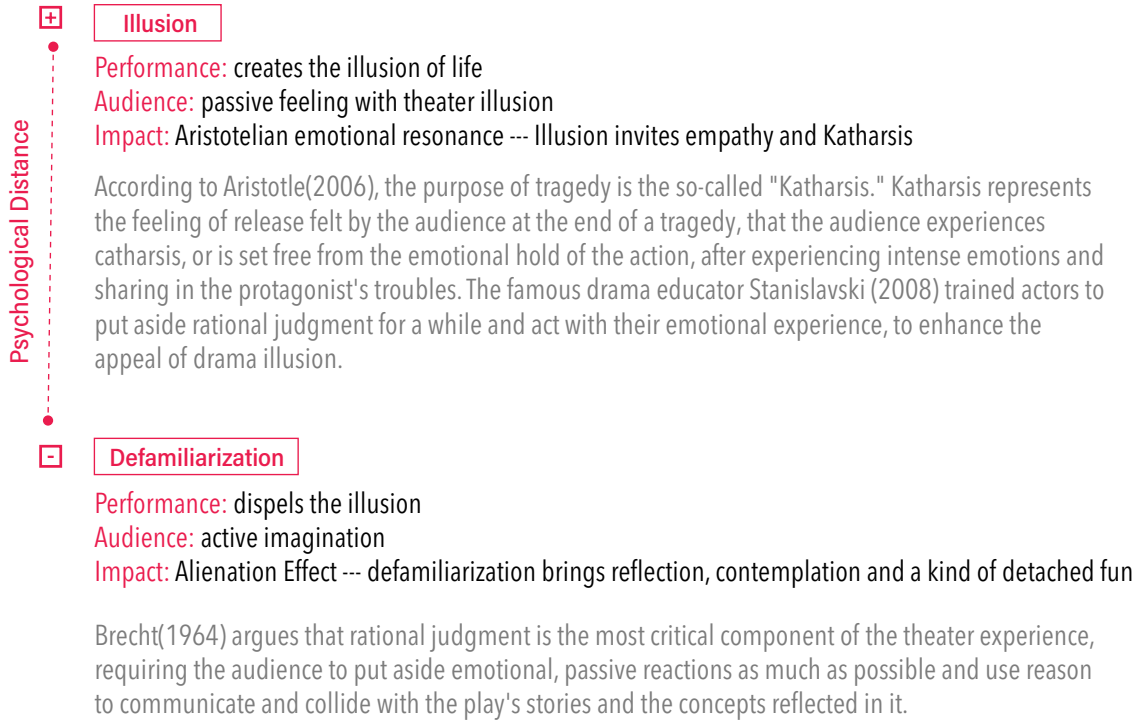 +
Illusion
Performance: creates the illusion of life
Audience: passive feeling with theater illusion
Impact: Aristotelian emotional resonance --- Illusion invites empathy and Katharsis
According to Aristotle(2006), the purpose of tragedy is the so-called "Katharsis." Katharsis represents
the feeling of release felt by the audience at the end of a tragedy, that the audience experiences
catharsis, or is set free from the emotional hold of the action, after experiencing intense emotions and
sharing in the protagonist's troubles. The famous drama educator Stanislavski (2008) trained actors to
put aside rational judgment for a while and act with their emotional experience, to enhance the
appeal of drama illusion.
Psychological Distance
-
Defamiliarization
Performance: dispels the illusion
Audience: active imagination
Impact: Alienation Effect --- defamiliarization brings reflection, contemplation and a kind of detached fun
Brecht(1964) argues that rational judgment is the most critical component of the theater experience,
requiring the audience to put aside emotional, passive reactions as much as possible and use reason
to communicate and collide with the play's stories and the concepts reflected in it.